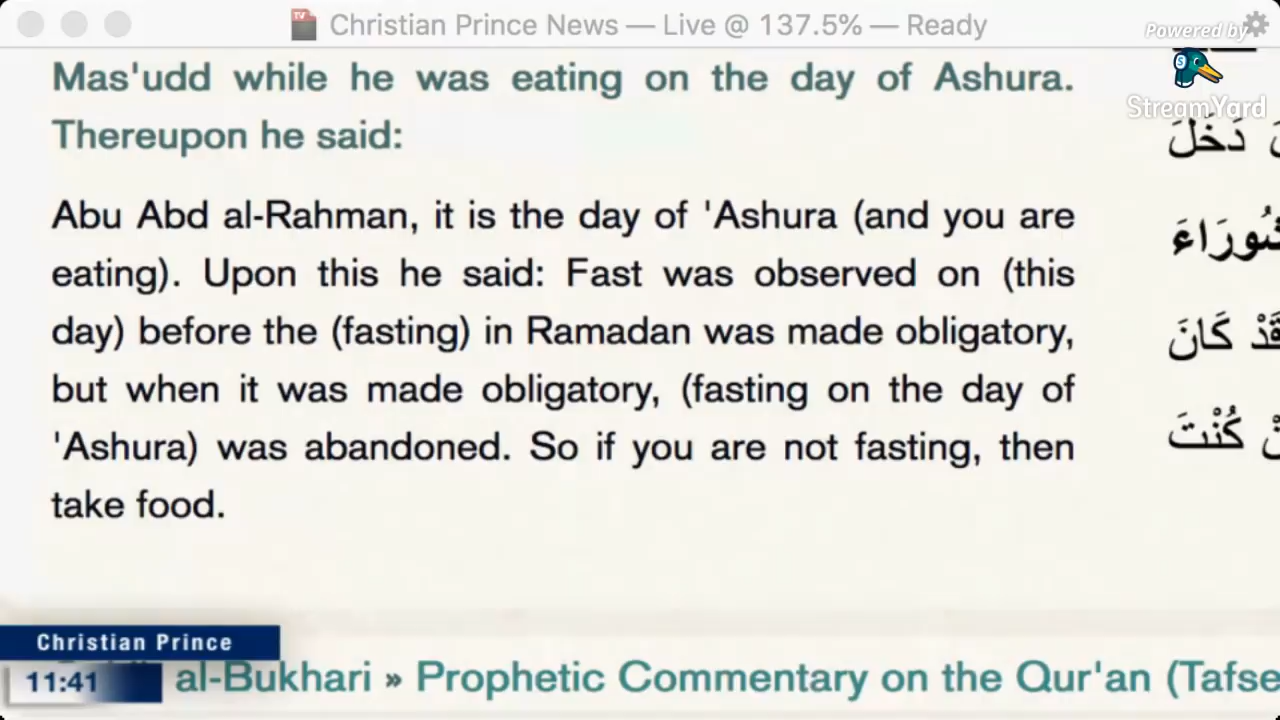 Christian Prince News — Live @ 137.5% — Ready
Powered by
StreamYard
Mas'udd while he was eating on the day of Ashura.
Thereupon he said:
Abu Abd al-Rahman, it is the day of 'Ashura (and you are
eating). Upon this he said: Fast was observed on (this
day) before the (fasting) in Ramadan was made obligatory,
but when it was made obligatory, (fasting on the day of
'Ashura) was abandoned. So if you are not fasting, then
take food.
دَخَلَ
قَدْ كَانَ
كُنْتَ
Christian Prince
11:41
al-Bukhari » Prophetic Commentary on the Qur'an (Tafse